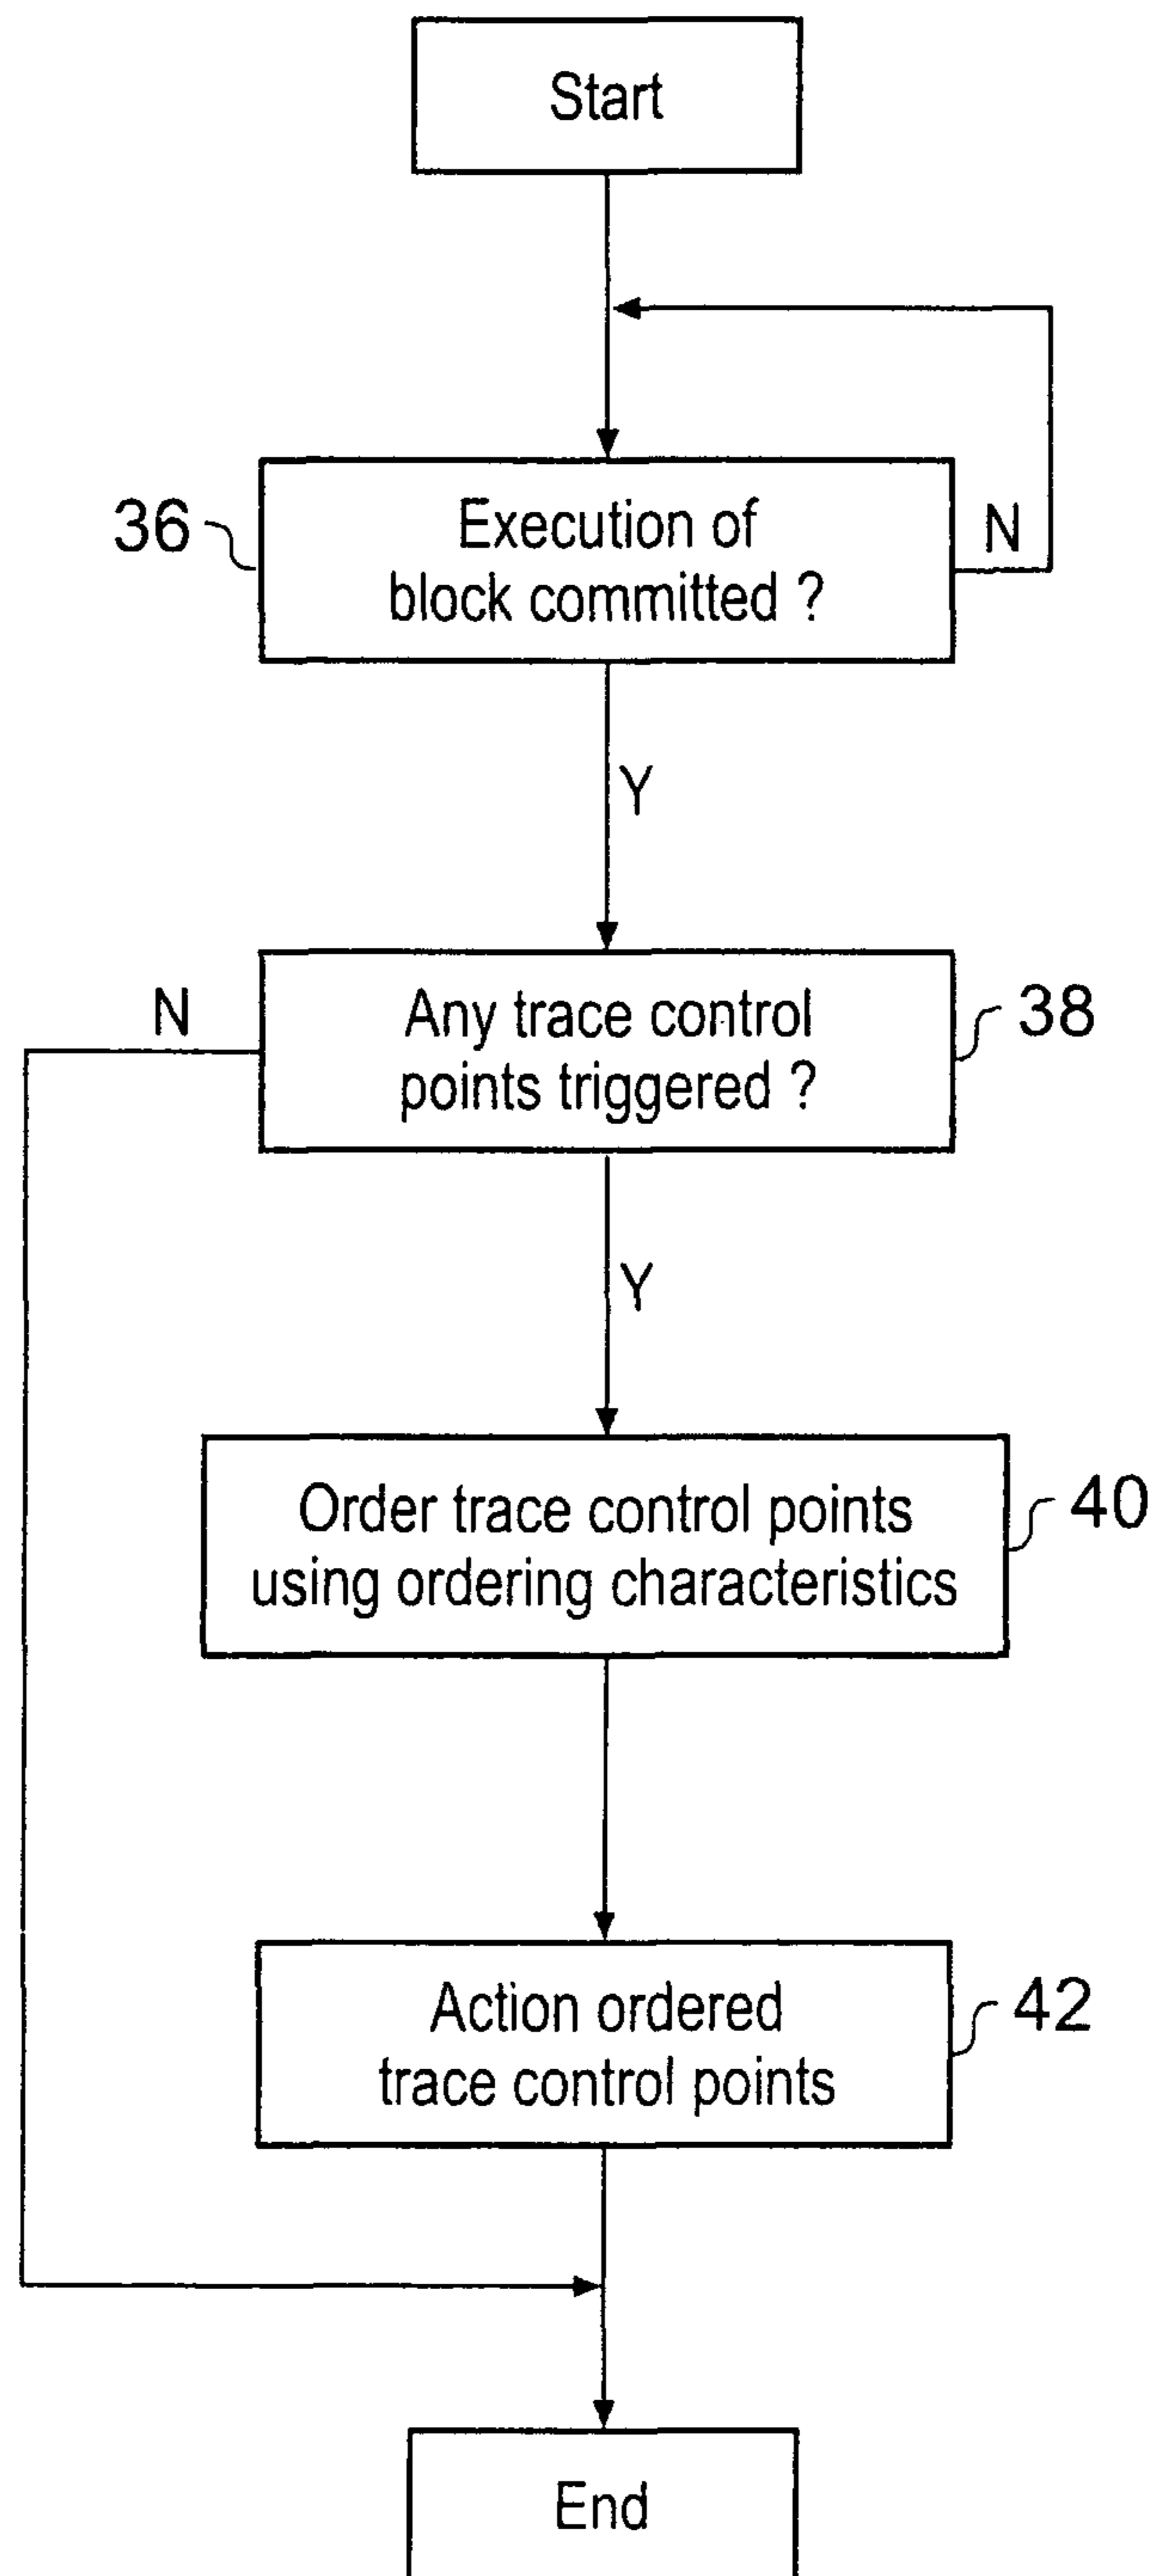 Start
36
Execution of
block committed ?
N
Y
N
Any trace control
points triggered ?
38
Y
Order trace control points
using ordering characteristics
40
Action ordered
trace control points
42
End